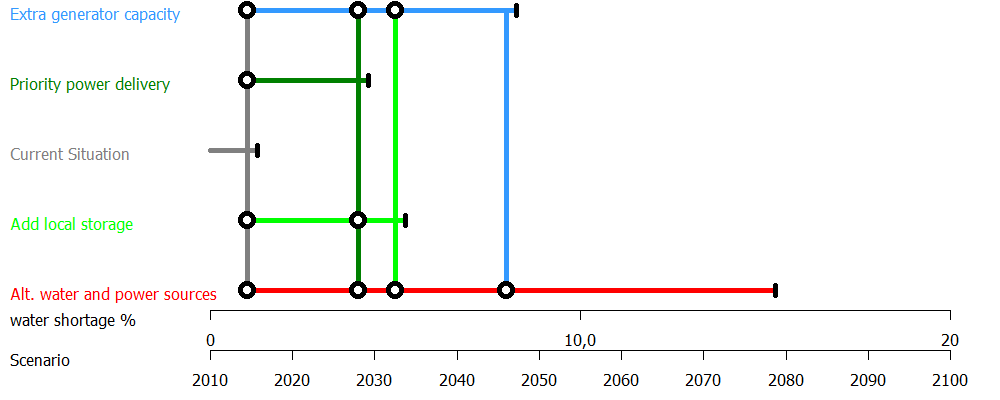 Extra generator capacity
Priority power delivery
Current Situation
Add local storage
Alt. water and power sources
water shortage %
0 10,0 20
Scenario
2010 2020 2030 2040 2050 2060 2070 2080 2090 2100